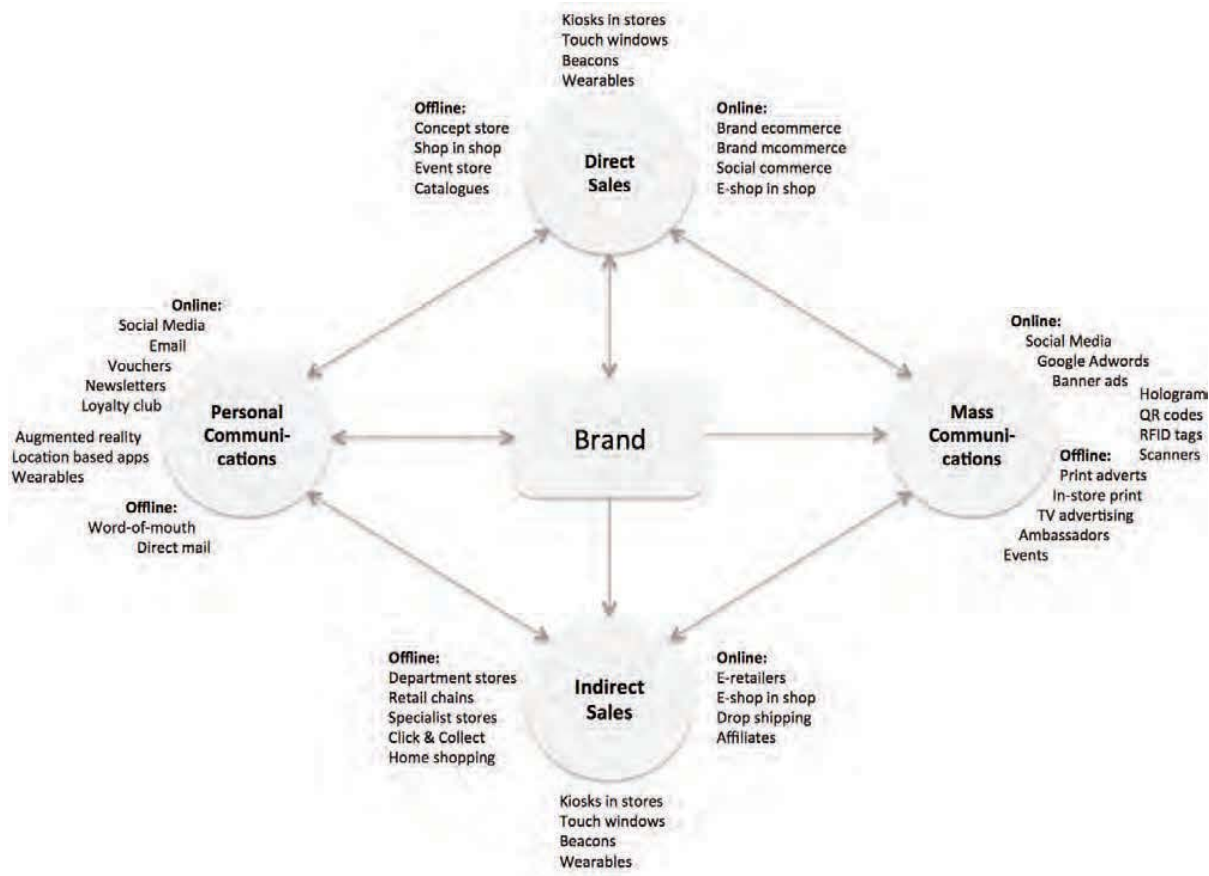 Kiosks in stores
Touch windows
Beacons
Wearables
Offline:
Concept store
Shop in shop
Event store
Catalogues
Direct
Sales
Online:
Brand ecommerce
Brand mcommerce
Social commerce
E-shop in shop
Online:
Social Media
Email
Vouchers
Newsletters
Loyalty club
Augmented reality
Location based apps
Wearables
Offline:
Word-of-mouth
Direct mail
Personal
Communi-
cations
Brand
Mass
Communi-
cations
Online:
Social Media
Google Adwords
Banner ads
Hologram
QR codes
RFID tags
Scanners
Offline:
Print adverts
In-store print
TV advertising
Ambassadors
Events
Offline:
Department stores
Retail chains
Specialist stores
Click & Collect
Home shopping
Indirect
Sales
Online:
E-retailers
E-shop in shop
Drop shipping
Affiliates
Kiosks in stores
Touch windows
Beacons
Wearables